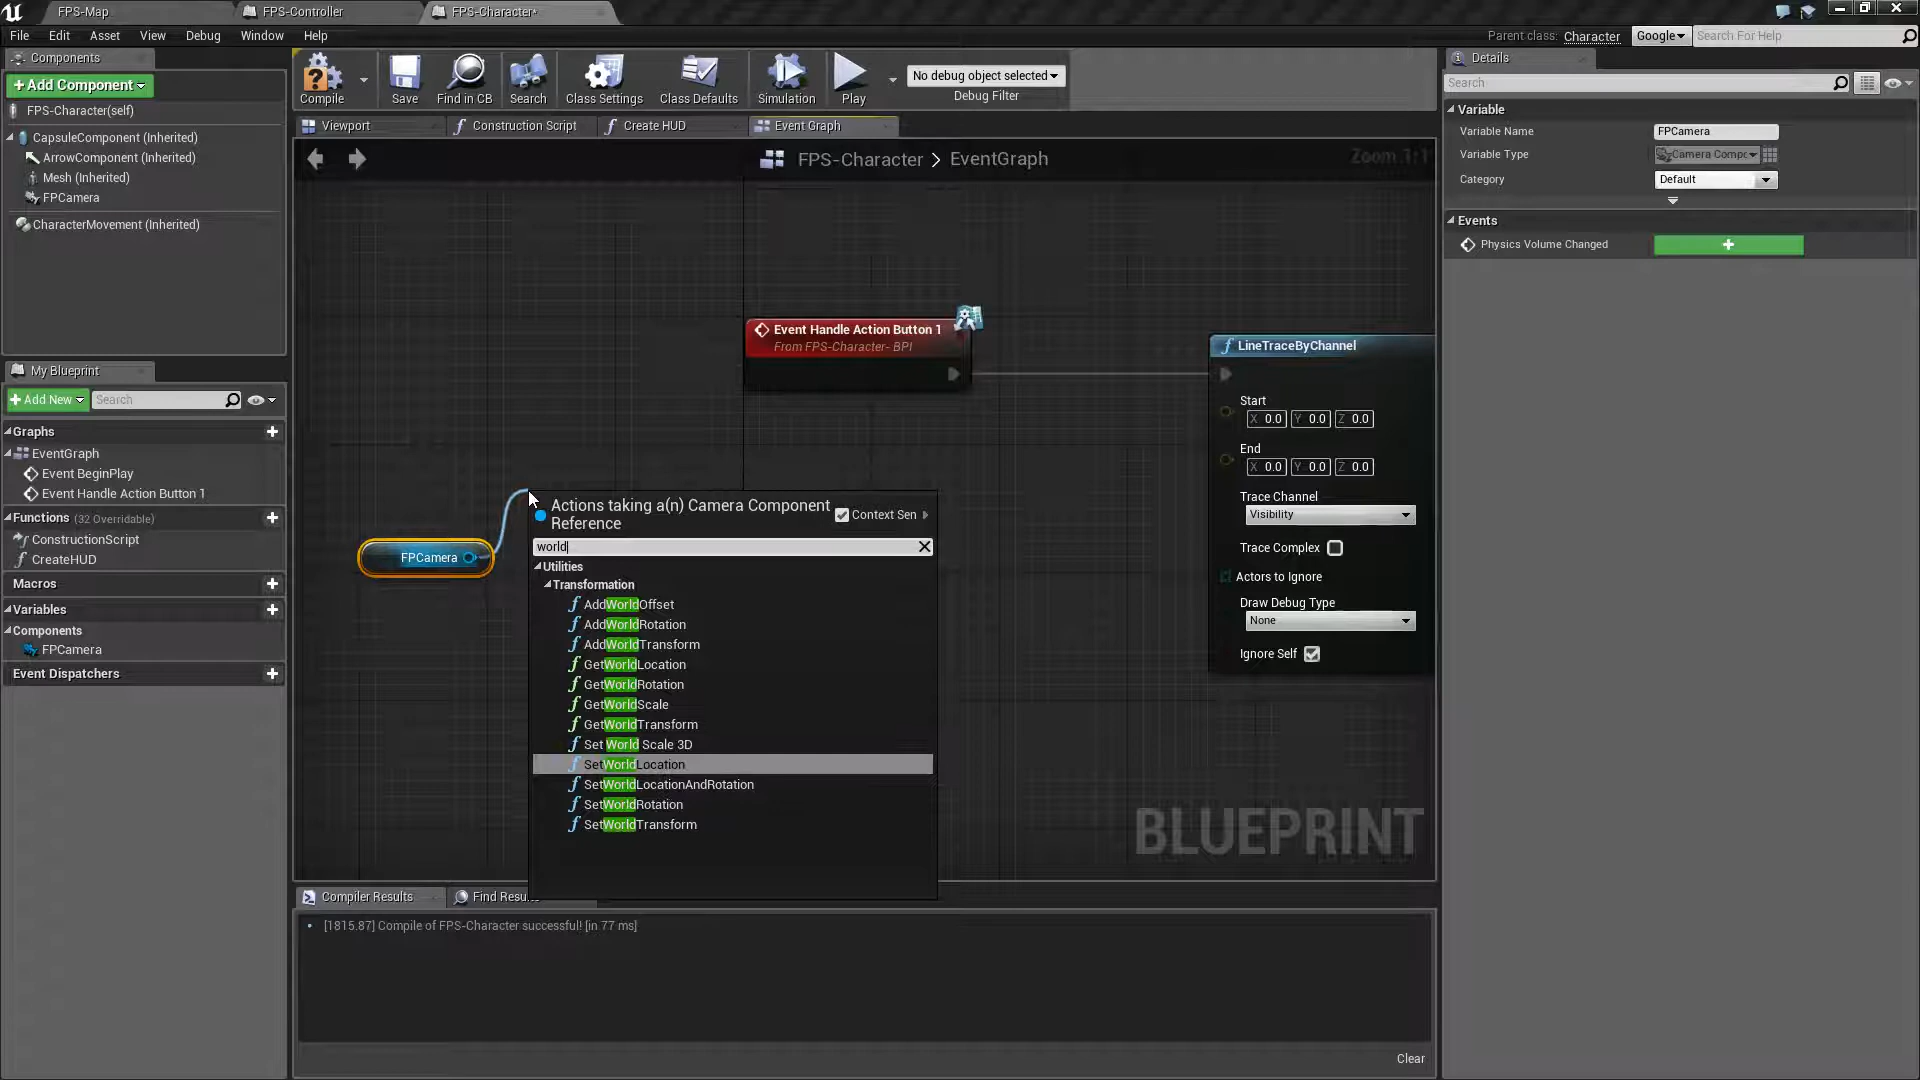 FPS-Map
FPS-Controller
FPS-Character*
File Edit Asset View Debug Window Help
Parent class: Character Google Search For Help
Components
+ Add Component
FPS-Character(self)
CapsuleComponent (Inherited)
ArrowComponent (Inherited)
Mesh (Inherited)
FPCamera
CharacterMovement (Inherited)
My Blueprint
+ Add New Search
Graphs
EventGraph
Event BeginPlay
Event Handle Action Button 1
Functions (32 Overridable)
ConstructionScript
CreateHUD
Macros
Variables
Components
FPCamera
Event Dispatchers
Compile Save Find in CB Search Class Settings Class Defaults Simulation Play
No debug object selected
Debug Filter
Viewport Construction Script Create HUD Event Graph
FPS-Character > EventGraph
Zoom 1:1
Event Handle Action Button 1
From FPS-Character- BPI
FPCamera
Actions taking a(n) Camera Component
Reference
Context Sen
world
Utilities
Transformation
AddWorldOffset
AddWorldRotation
AddWorldTransform
GetWorldLocation
GetWorldRotation
GetWorldScale
GetWorldTransform
Set World Scale 3D
SetWorldLocation
SetWorldLocationAndRotation
SetWorldRotation
SetWorldTransform
LineTraceByChannel
Start
X 0.0 Y 0.0 Z 0.0
End
X 0.0 Y 0.0 Z 0.0
Trace Channel
Visibility
Trace Complex
Actors to Ignore
Draw Debug Type
None
Ignore Self
BLUEPRINT
Compiler Results
Find Resu
[1815.87] Compile of FPS-Character successful! [in 77 ms]
Clear
Details
Search
Variable
Variable Name FPCamera
Variable Type Camera Compc
Category Default
Events
Physics Volume Changed +